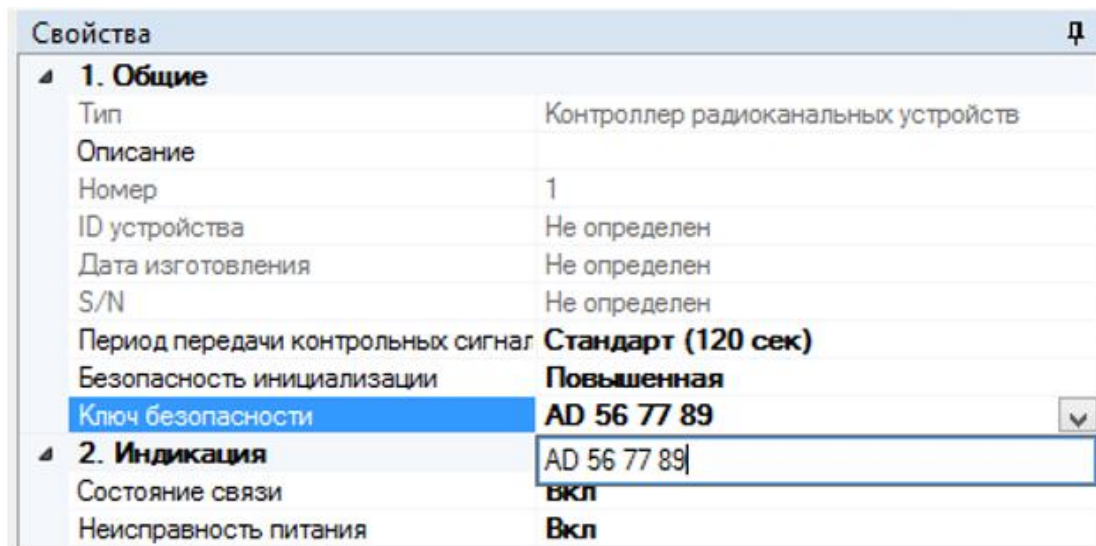 Свойства
1. Общие
Тип Контроллер радиоканальных устройств
Описание
Номер 1
ID устройства Не определен
Дата изготовления Не определен
S/N Не определен
Период передачи контрольных сигнал Стандарт (120 сек)
Безопасность инициализации Повышенная
Ключ безопасности AD 56 77 89
2. Индикация AD 56 77 89
Состояние связи Вкл
Неисправность питания Вкл